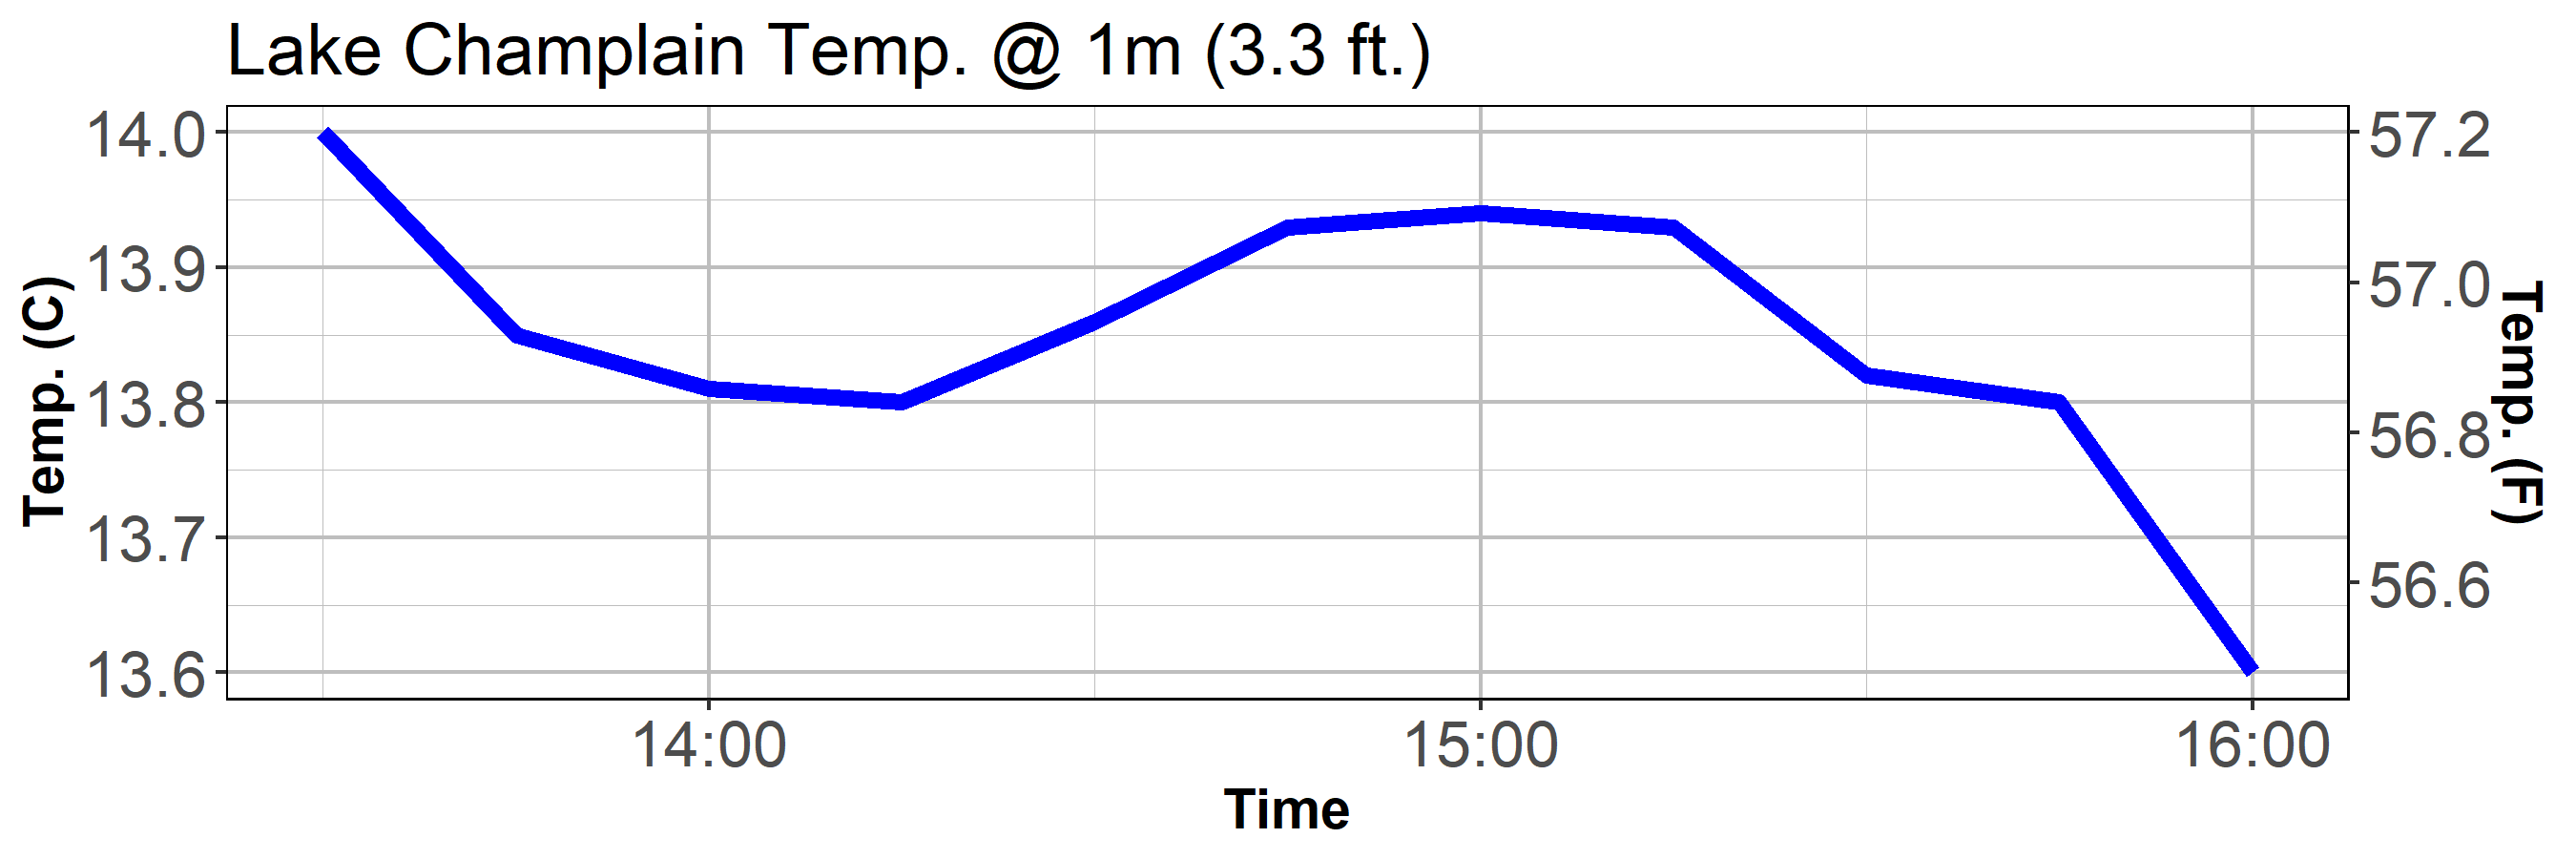 Lake Champlain Temp. @ 1m (3.3 ft.)
Temp. (C)
14.0
13.9
13.8
13.7
13.6
57.2
57.0
56.8
56.6
Temp. (F)
14:00 15:00 16:00
Time